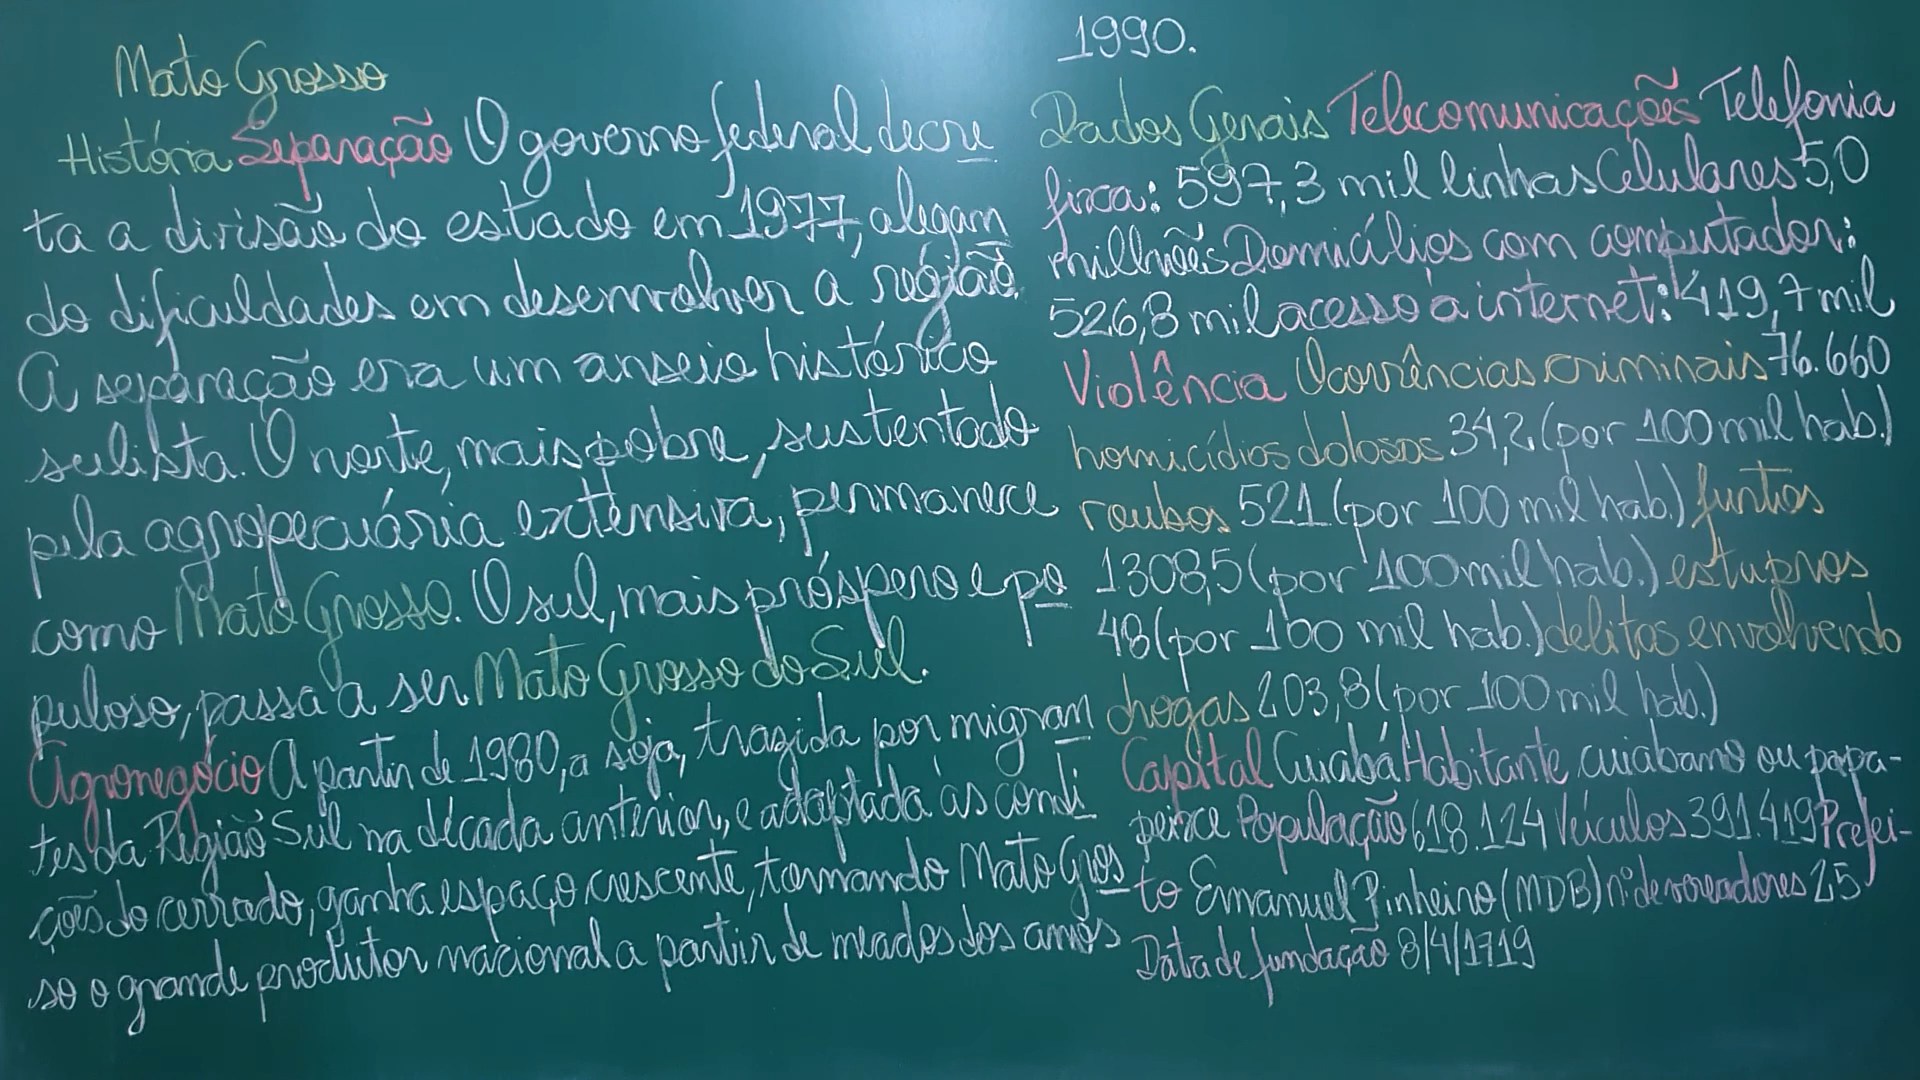 Mato Grosso
História Separação O governo federal decre
ta a divisão do estado em 1977, alegan
do dificuldades em desenvolver a região.
A separação era um anseio histórico
sulista. O norte, mais pobre, sustentado
pela agropecuária extensiva, permanece
como Mato Grosso. O sul, mais próspero e po
puloso, passa a ser Mato Grosso do Sul.
Agronegócio A partir de 1980, a soja, trazida por migran
tes da Região Sul na década anterior, e adaptada às condi
ções do cerrado, ganha espaço crescente, tornando Mato Gros
so o grande produtor nacional a partir de meados dos anos
1990.
Dados Gerais Telecomunicações Telefonia
fixa: 597,3 mil linhas Celulares 5,0
milhões Domicílios com computador:
526,8 mil acesso a internet: 419,7 mil
Violência Ocorrências criminais 76.660
homicídios dolosos 34,2 (por 100 mil hab.)
roubos 521 (por 100 mil hab.) furtos
1308,5 (por 100 mil hab.) estupros
48 (por 100 mil hab.) delitos envolvendo
drogas 203,8 (por 100 mil hab.)
Capital Cuiabá Habitante cuiabano ou papa-
peixe População 618.124 Veículos 391.419 Prefei-
to Emanuel Pinheiro (MDB) nº de vereadores 25
Data de fundação 8/4/1719